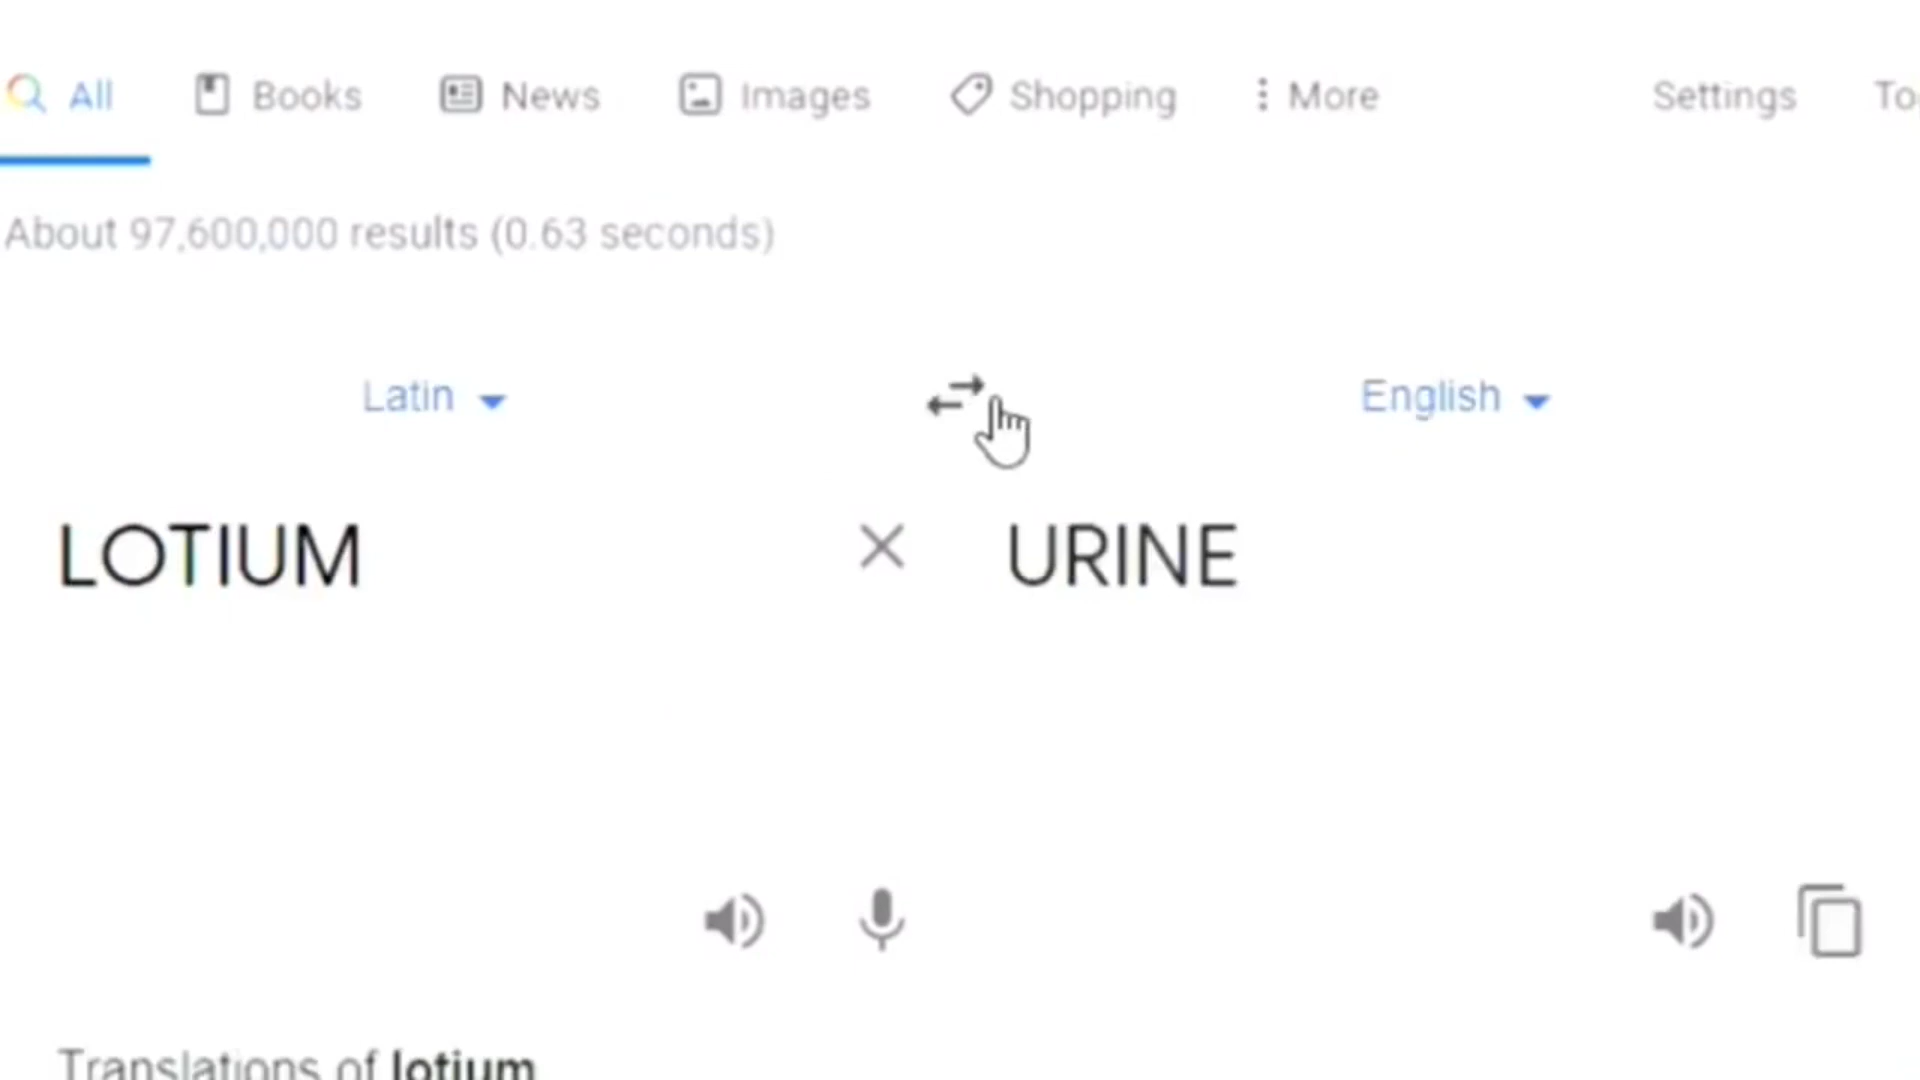 All Books News Images Shopping More Settings
About 97,600,000 results (0.63 seconds)
Latin English
LOTIUM URINE
Translations of lotium